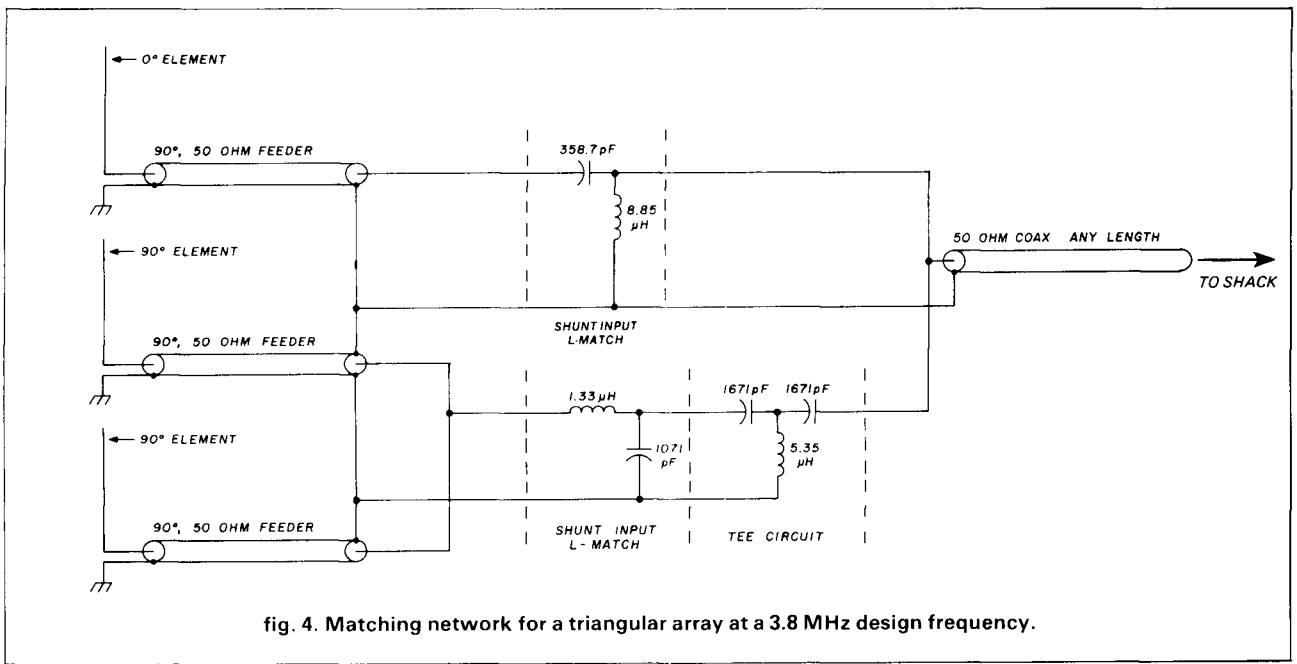 0° ELEMENT
90°, 50 OHM FEEDER
358.7pF
8.85
µH
50 OHM COAX ANY LENGTH
TO SHACK
90° ELEMENT
SHUNT INPUT
L-MATCH
90°, 50 OHM FEEDER
1.33µH
1671pF 1671pF
90° ELEMENT
1071
pF
5.35
µH
90°, 50 OHM FEEDER
SHUNT INPUT
L-MATCH
TEE CIRCUIT
fig. 4. Matching network for a triangular array at a 3.8 MHz design frequency.